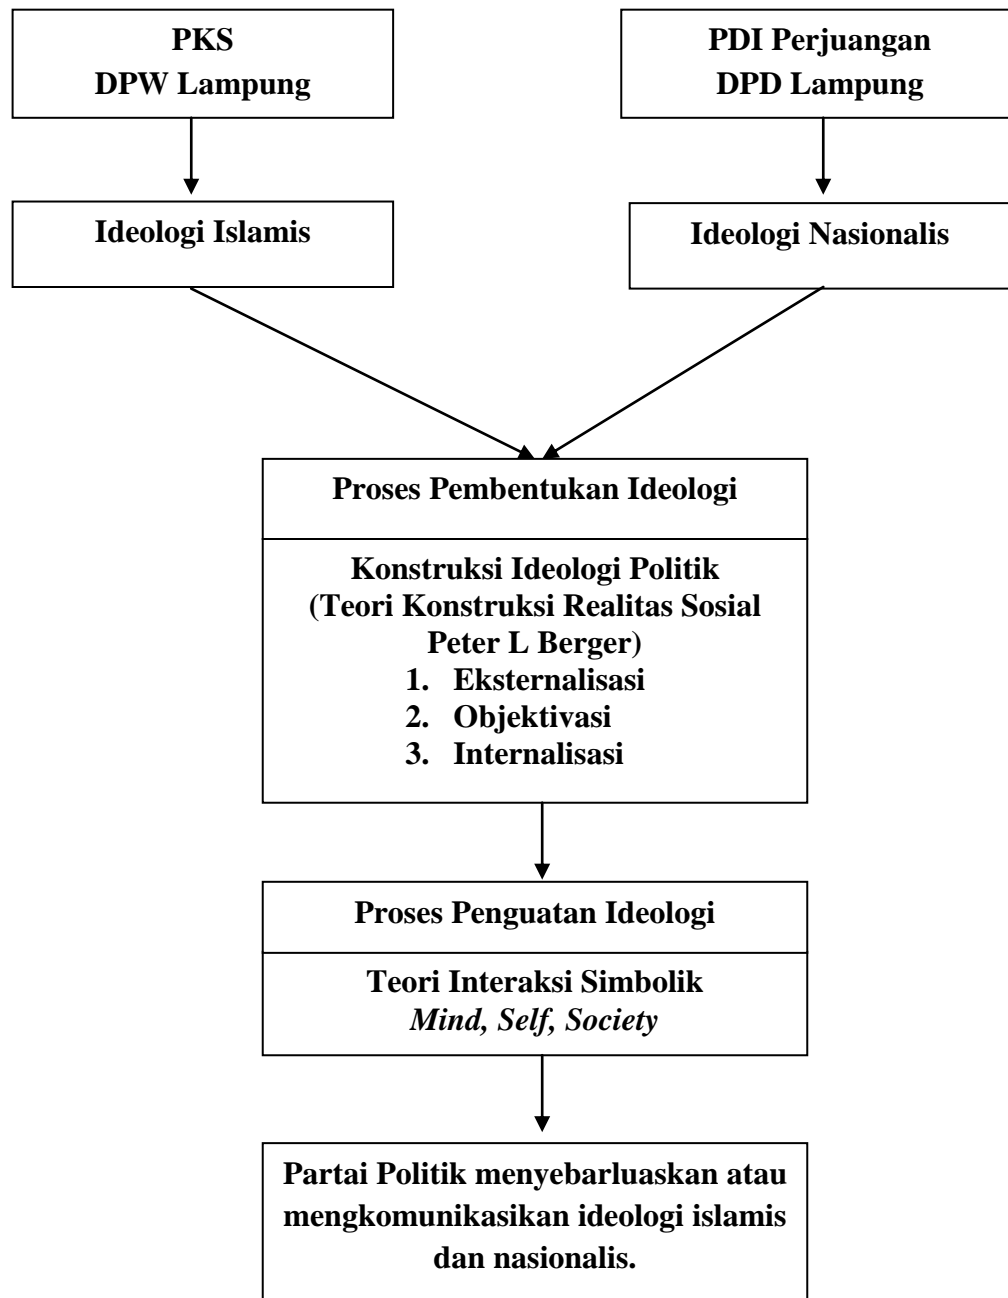 PKS
DPW Lampung
PDI Perjuangan
DPD Lampung
Ideologi Islamis
Ideologi Nasionalis
Proses Pembentukan Ideologi
Konstruksi Ideologi Politik
(Teori Konstruksi Realitas Sosial
Peter L Berger)
1. Eksternalisasi
2. Objektivasi
3. Internalisasi
Proses Penguatan Ideologi
Teori Interaksi Simbolik
Mind, Self, Society
Partai Politik menyebarluaskan atau
mengkomunikasikan ideologi islamis
dan nasionalis.